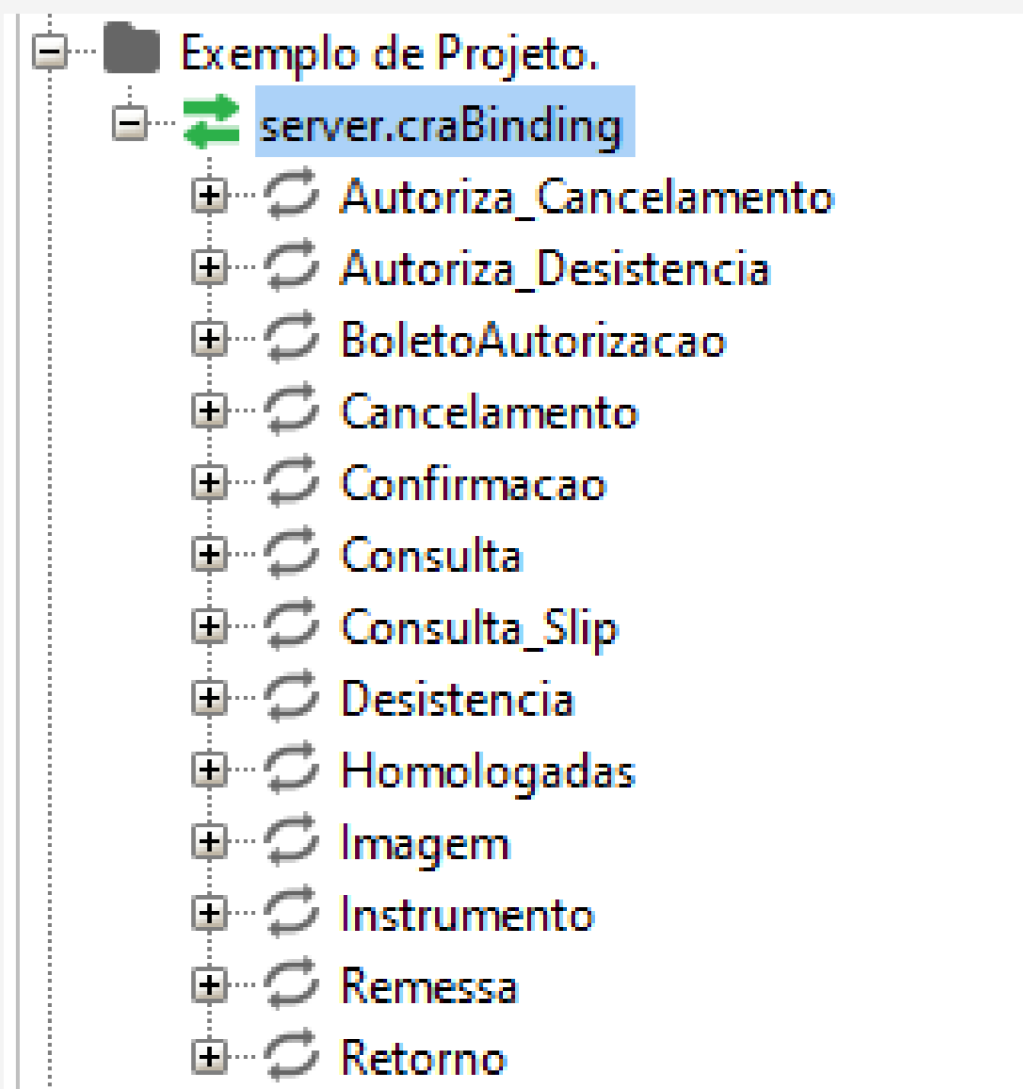 Exemplo de Projeto.
server.craBinding
Autoriza_Cancelamento
Autoriza_Desistencia
BoletoAutorizacao
Cancelamento
Confirmacao
Consulta
Consulta_Slip
Desistencia
Homologadas
Imagem
Instrumento
Remessa
Retorno